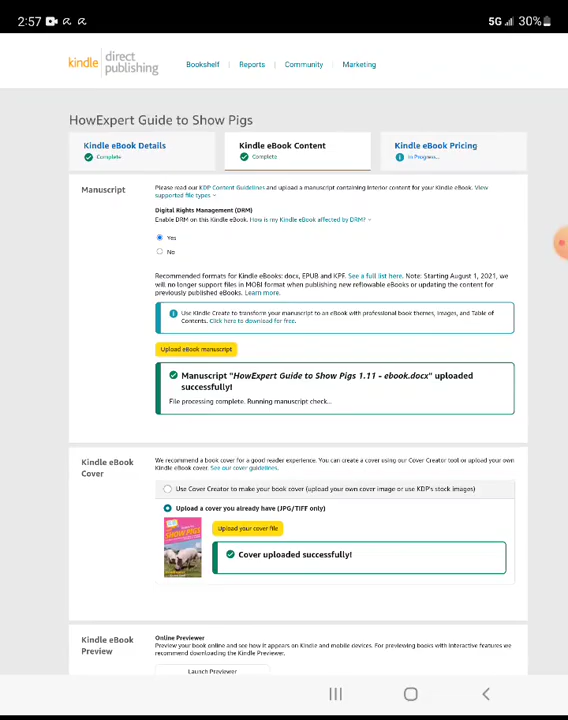 2:57
5G 30%
kindle direct publishing
Bookshelf | Reports | Community | Marketing
HowExpert Guide to Show Pigs
Kindle eBook Details
Complete
Kindle eBook Content
Complete
Kindle eBook Pricing
In Progress...
Manuscript
Please read our KDP Content Guidelines and upload a manuscript containing interior content for your Kindle eBook. View
supported file types
Digital Rights Management (DRM)
Enable DRM on this Kindle eBook. How is my Kindle eBook affected by DRM?
Yes
No
Recommended formats for Kindle eBooks: docx, EPUB and KPF. See a full list here. Note: Starting August 1, 2021, we
will no longer support files in MOBI format when publishing new reflowable eBooks or updating the content for
previously published eBooks. Learn more.
Use Kindle Create to transform your manuscript to an eBook with professional book themes, images, and Table of
Contents. Click here to download for free.
Upload eBook manuscript
Manuscript "HowExpert Guide to Show Pigs 1.11 - ebook.docx" uploaded
successfully!
File processing complete. Running manuscript check...
Kindle eBook
Cover
We recommend a book cover for a good reader experience. You can create a cover using our Cover Creator tool or upload your own
Kindle eBook cover. See our cover guidelines.
Use Cover Creator to make your book cover (upload your own cover image or use KDP's stock images)
Upload a cover you already have (JPG/TIFF only)
SHOW PIGS
Upload your cover file
Cover uploaded successfully!
Kindle eBook
Preview
Online Previewer
Preview your book online and see how it appears on Kindle and mobile devices. For previewing books with interactive features we
recommend downloading the Kindle Previewer.
Launch Previewer